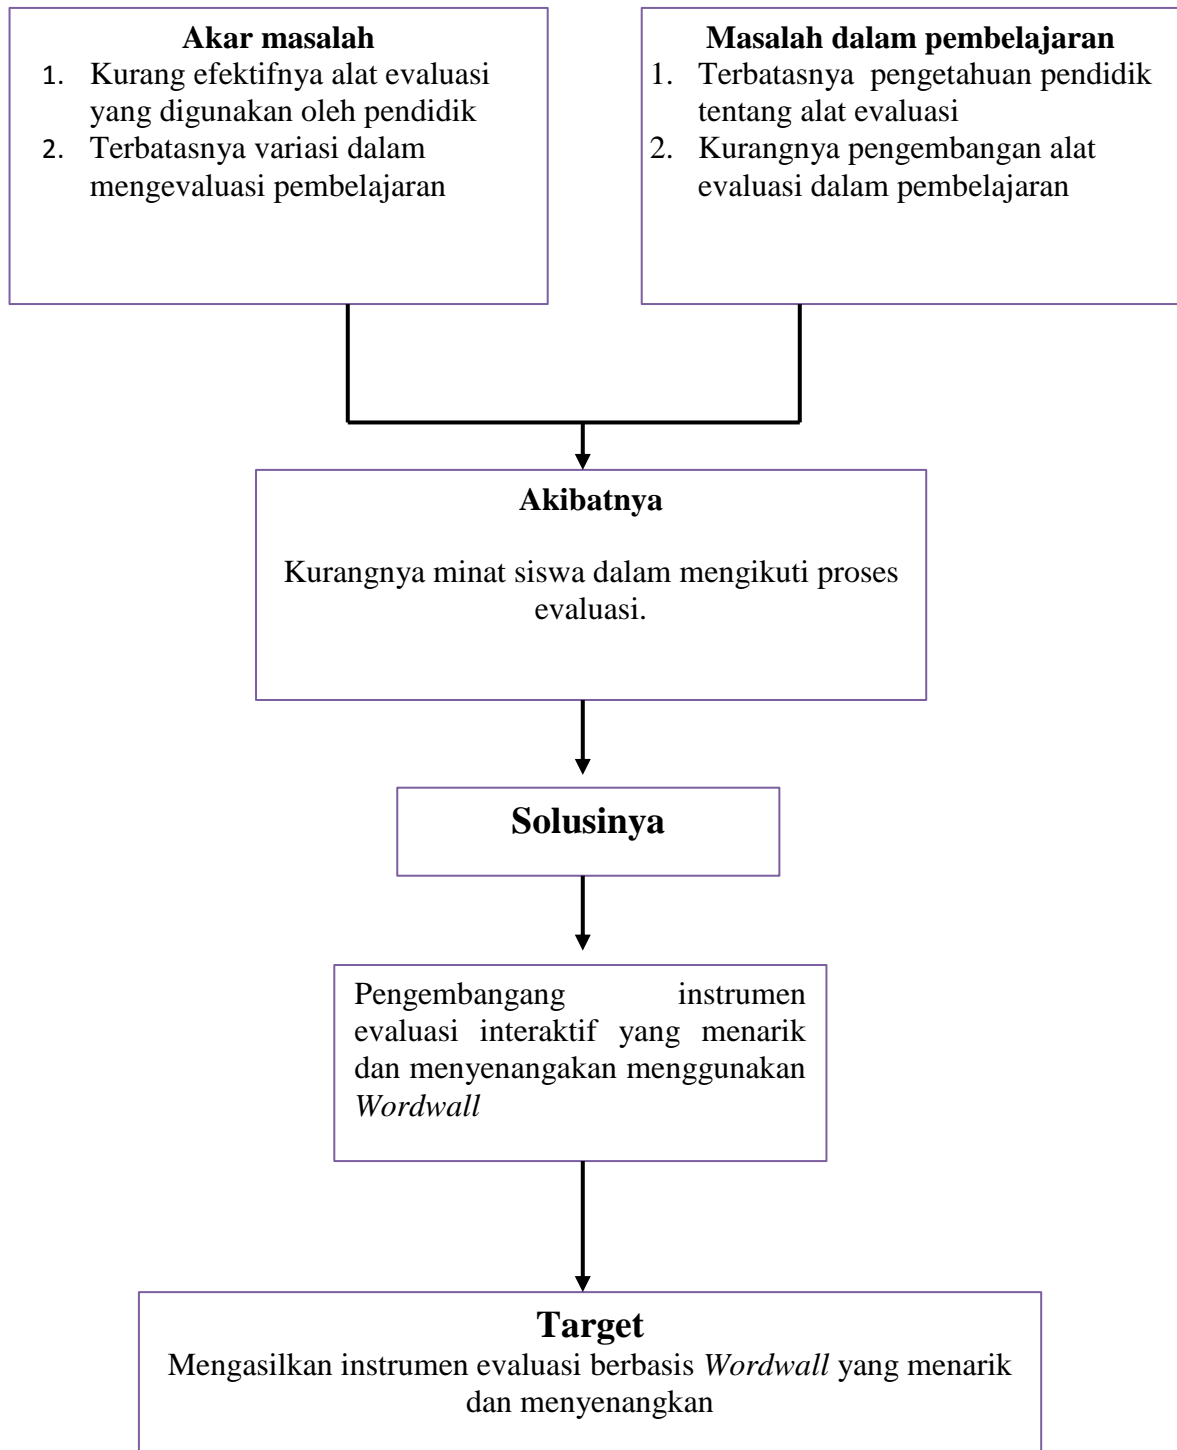 Akar masalah
1. Kurang efektifnya alat evaluasi
yang digunakan oleh pendidik
2. Terbatasnya variasi dalam
mengevaluasi pembelajaran
Masalah dalam pembelajaran
1. Terbatasnya pengetahuan pendidik
tentang alat evaluasi
2. Kurangnya pengembangan alat
evaluasi dalam pembelajaran
Akibatnya
Kurangnya minat siswa dalam mengikuti proses
evaluasi.
Solusinya
Pengembangang instrumen
evaluasi interaktif yang menarik
dan menyenangakan menggunakan
Wordwall
Target
Mengasilkan instrumen evaluasi berbasis Wordwall yang menarik
dan menyenangkan